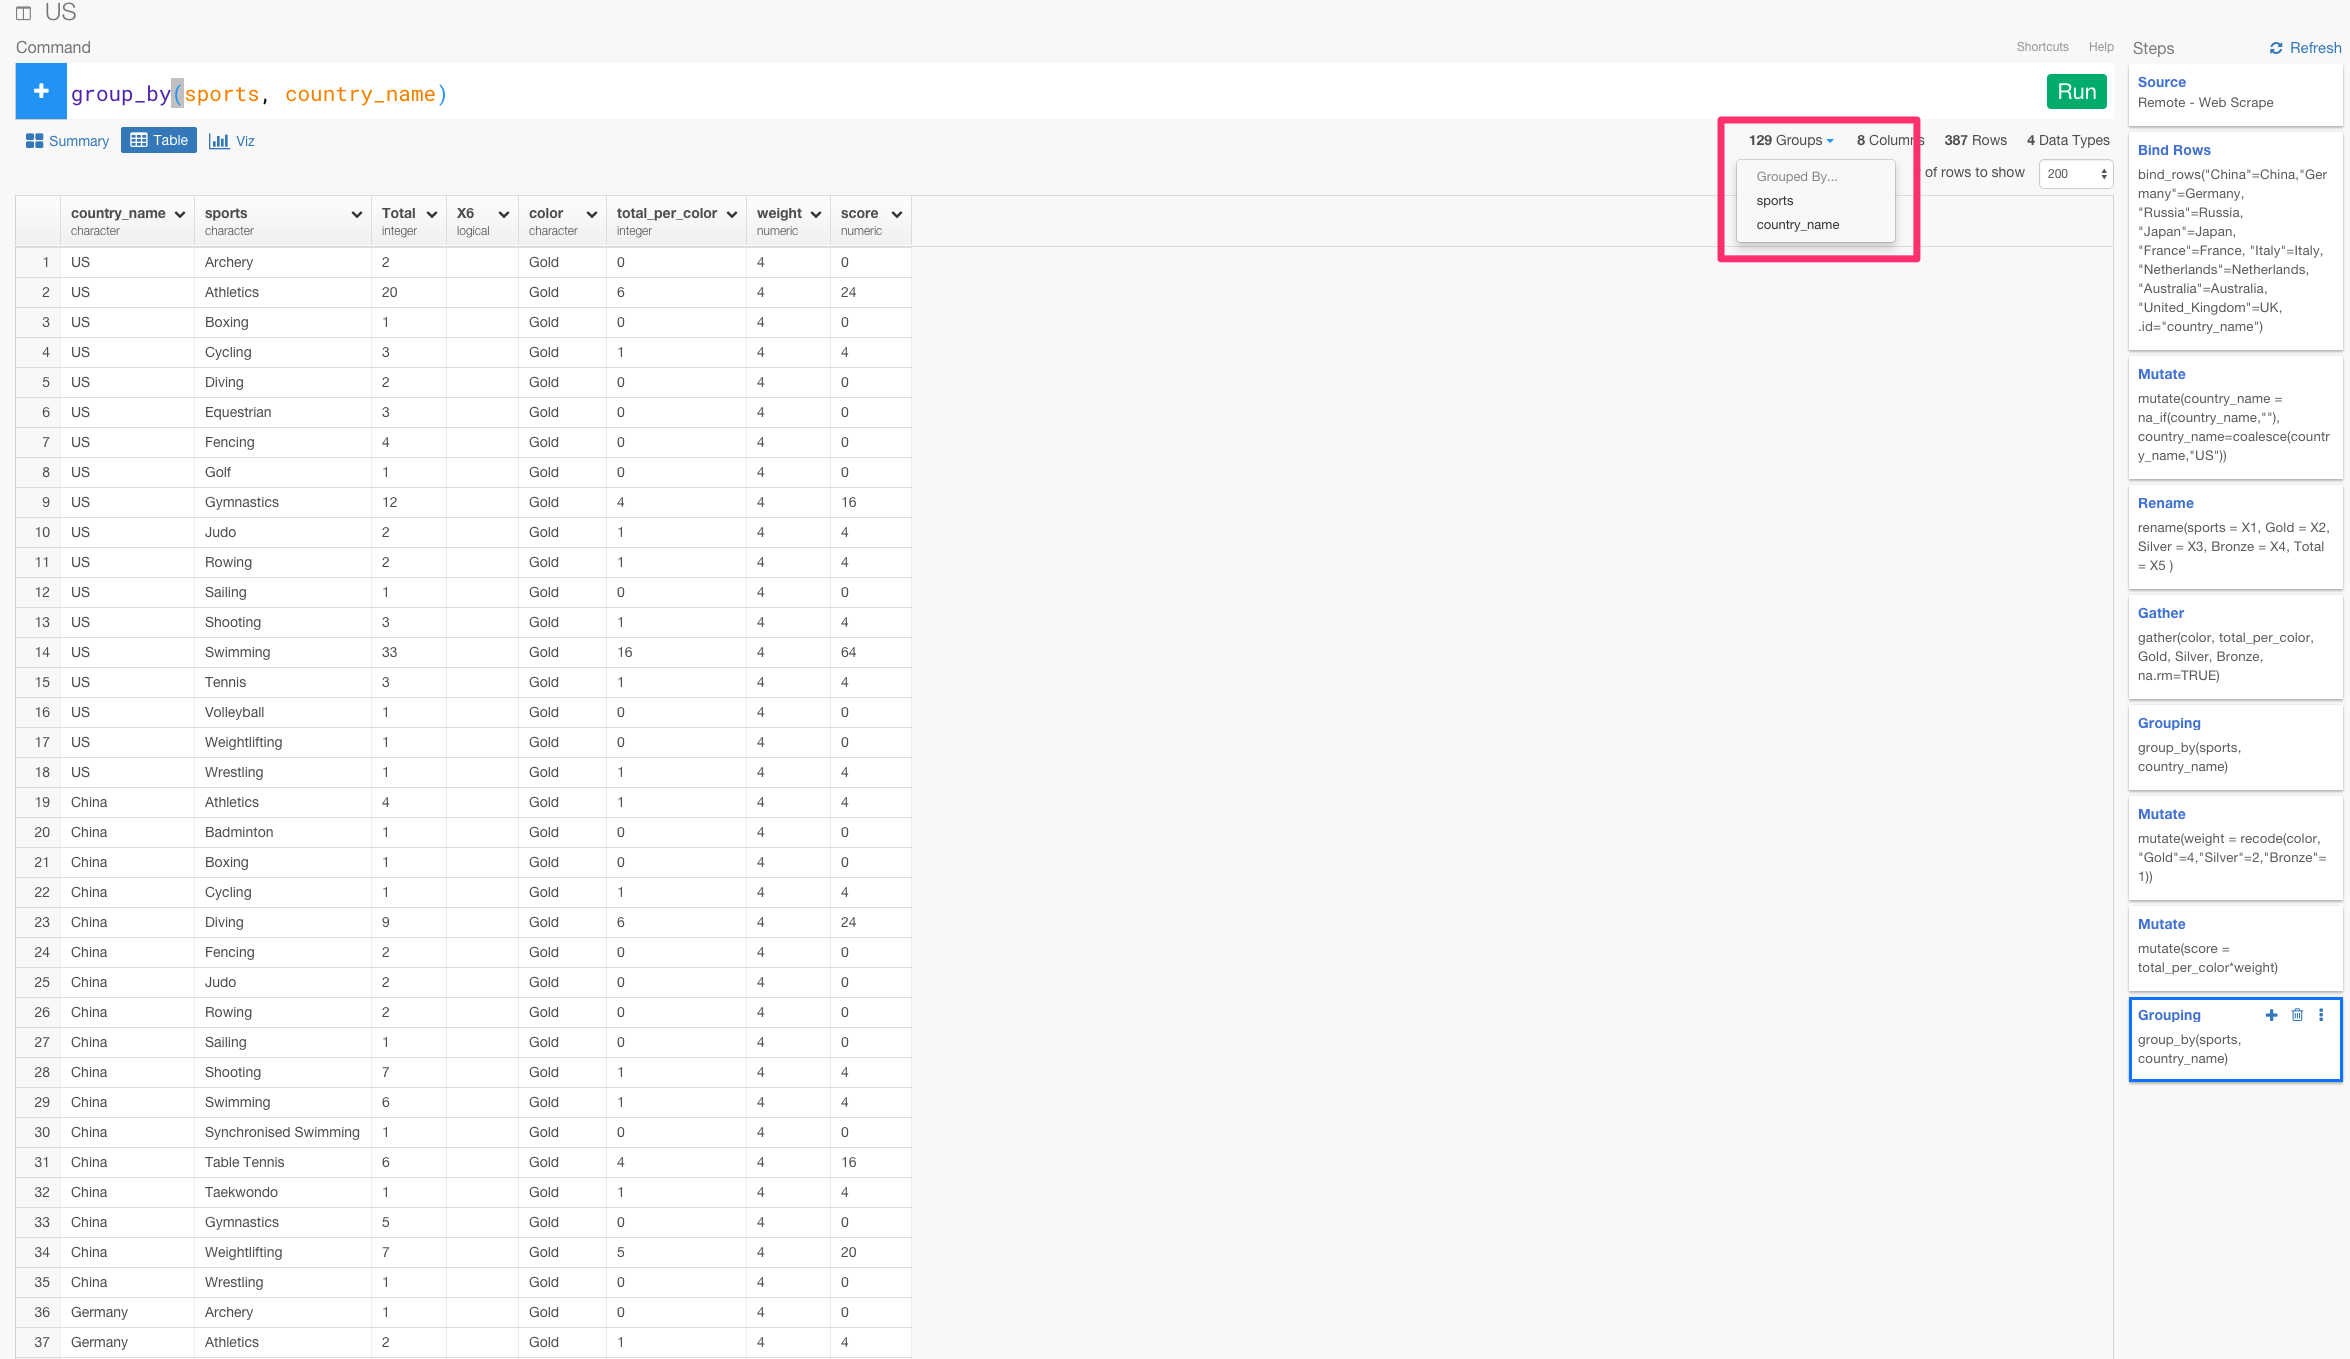 US
Command
Shortcuts Help
+ group_by(sports, country_name)
Run
Summary Table Viz
129 Groups 8 Columns 387 Rows 4 Data Types
Grouped By...
sports
country_name
of rows to show 200
country_name sports Total X6 color total_per_color weight score
character character integer logical character integer numeric numeric
1 US Archery 2 Gold 0 4 0
2 US Athletics 20 Gold 6 4 24
3 US Boxing 1 Gold 0 4 0
4 US Cycling 3 Gold 1 4 4
5 US Diving 2 Gold 0 4 0
6 US Equestrian 3 Gold 0 4 0
7 US Fencing 4 Gold 0 4 0
8 US Golf 1 Gold 0 4 0
9 US Gymnastics 12 Gold 4 4 16
10 US Judo 2 Gold 1 4 4
11 US Rowing 2 Gold 1 4 4
12 US Sailing 1 Gold 0 4 0
13 US Shooting 3 Gold 1 4 4
14 US Swimming 33 Gold 16 4 64
15 US Tennis 3 Gold 1 4 4
16 US Volleyball 1 Gold 0 4 0
17 US Weightlifting 1 Gold 0 4 0
18 US Wrestling 1 Gold 1 4 4
19 China Athletics 4 Gold 1 4 4
20 China Badminton 1 Gold 0 4 0
21 China Boxing 1 Gold 0 4 0
22 China Cycling 1 Gold 1 4 4
23 China Diving 9 Gold 6 4 24
24 China Fencing 2 Gold 0 4 0
25 China Judo 2 Gold 0 4 0
26 China Rowing 2 Gold 0 4 0
27 China Sailing 1 Gold 0 4 0
28 China Shooting 7 Gold 1 4 4
29 China Swimming 6 Gold 1 4 4
30 China Synchronised Swimming 1 Gold 0 4 0
31 China Table Tennis 6 Gold 4 4 16
32 China Taekwondo 1 Gold 1 4 4
33 China Gymnastics 5 Gold 0 4 0
34 China Weightlifting 7 Gold 5 4 20
35 China Wrestling 1 Gold 0 4 0
36 Germany Archery 1 Gold 0 4 0
37 Germany Athletics 2 Gold 1 4 4
Steps Refresh
Source
Remote - Web Scrape
Bind Rows
bind_rows("China"=China,"Ger
many"=Germany,
"Russia"=Russia,
"Japan"=Japan,
"France"=France, "Italy"=Italy,
"Netherlands"=Netherlands,
"Australia"=Australia,
"United_Kingdom"=UK,
.id="country_name")
Mutate
mutate(country_name =
na_if(country_name,""),
country_name=coalesce(countr
y_name,"US"))
Rename
rename(sports = X1, Gold = X2,
Silver = X3, Bronze = X4, Total
= X5 )
Gather
gather(color, total_per_color,
Gold, Silver, Bronze,
na.rm=TRUE)
Grouping
group_by(sports,
country_name)
Mutate
mutate(weight = recode(color,
"Gold"=4,"Silver"=2,"Bronze"=
1))
Mutate
mutate(score =
total_per_color*weight)
Grouping
group_by(sports,
country_name)